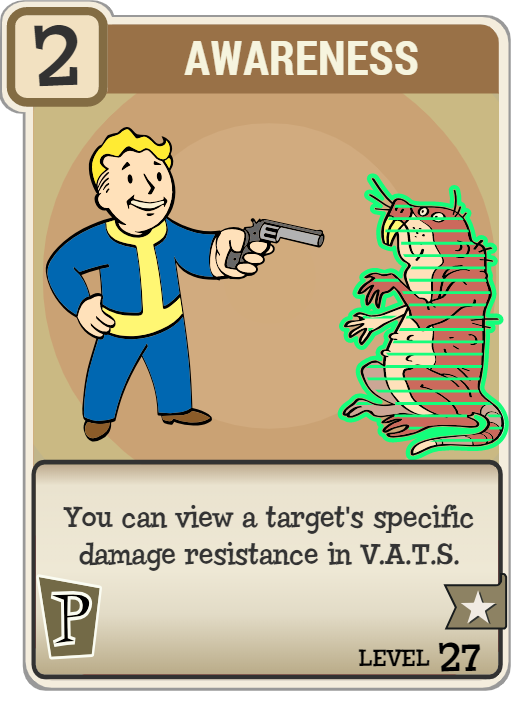 2
AWARENESS
You can view a target's specific
damage resistance in V.A.T.S.
P
LEVEL 27